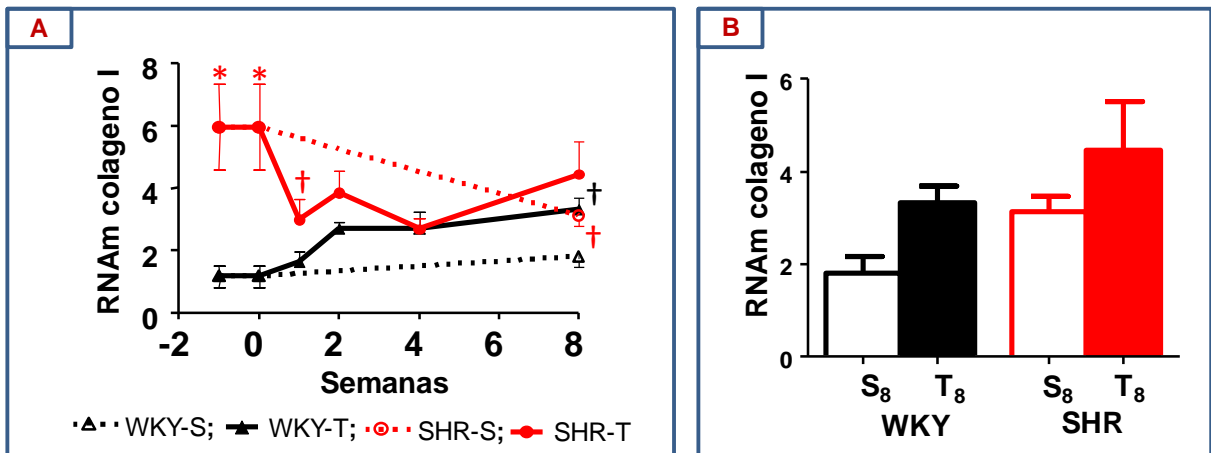 A
RNAm colageno I
8
6
4
2
0
* *
†
†
†
-2 0 2 4 8
Semanas
WKY-S; WKY-T; SHR-S; SHR-T
B
RNAm colageno I
6
4
2
0
S8 T8 S8 T8
WKY SHR